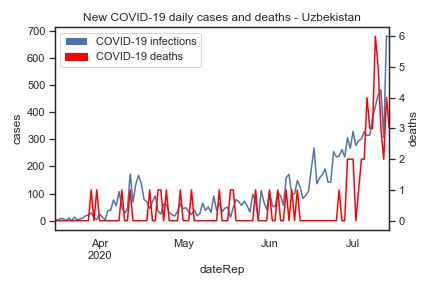 New COVID-19 daily cases and deaths - Uzbekistan
COVID-19 infections
COVID-19 deaths
700
600
500
400
300
200
100
0
cases
6
5
4
3
2
1
0
deaths
Apr
2020
May
Jun
Jul
dateRep